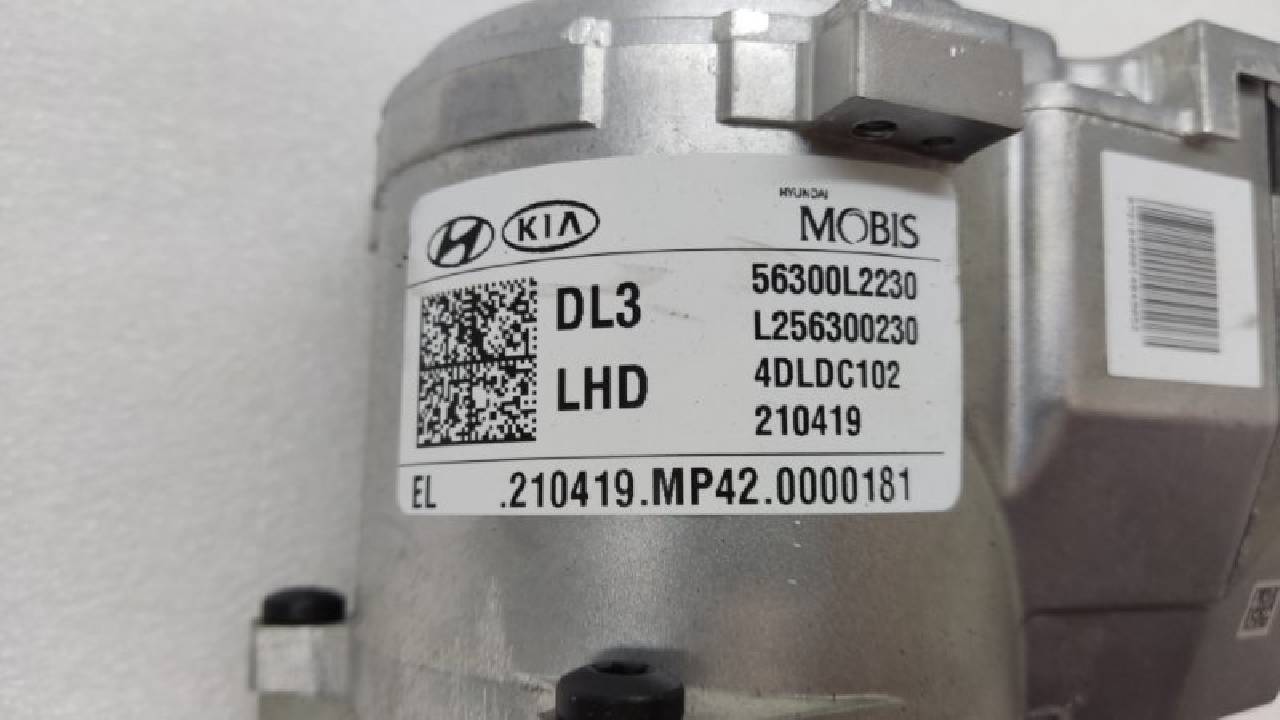 KIA
HYUNDAI
MOBIS
DL3
LHD
56300L2230
L256300230
4DLDC102
210419
EL .210419.MP42.0000181